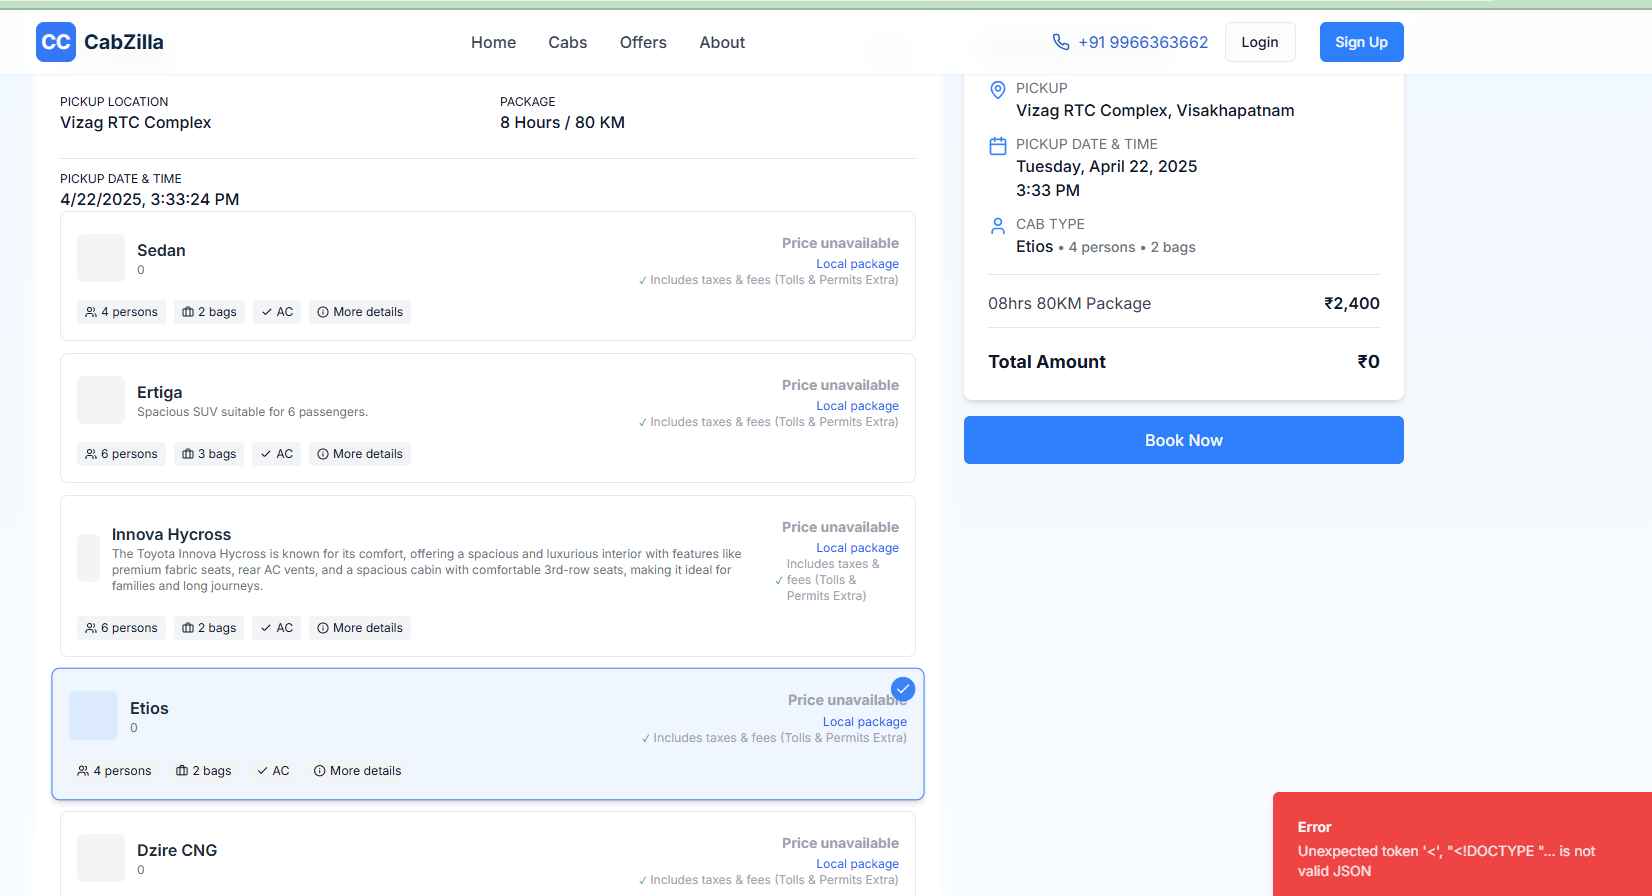 CC CabZilla
Home Cabs Offers About
+91 9966363662 Login Sign Up
PICKUP LOCATION
Vizag RTC Complex
PACKAGE
8 Hours / 80 KM
PICKUP DATE & TIME
4/22/2025, 3:33:24 PM
Sedan
0
Price unavailable
Local package
✓ Includes taxes & fees (Tolls & Permits Extra)
4 persons 2 bags AC More details
Ertiga
Spacious SUV suitable for 6 passengers.
Price unavailable
Local package
✓ Includes taxes & fees (Tolls & Permits Extra)
6 persons 3 bags AC More details
Innova Hycross
The Toyota Innova Hycross is known for its comfort, offering a spacious and luxurious interior with features like
premium fabric seats, rear AC vents, and a spacious cabin with comfortable 3rd-row seats, making it ideal for
families and long journeys.
Price unavailable
Local package
Includes taxes &
✓ fees (Tolls &
Permits Extra)
6 persons 2 bags AC More details
Etios
0
Price unavailable
Local package
✓ Includes taxes & fees (Tolls & Permits Extra)
4 persons 2 bags AC More details
Dzire CNG
0
Price unavailable
Local package
✓ Includes taxes & fees (Tolls & Permits Extra)
PICKUP
Vizag RTC Complex, Visakhapatnam
PICKUP DATE & TIME
Tuesday, April 22, 2025
3:33 PM
CAB TYPE
Etios • 4 persons • 2 bags
08hrs 80KM Package ₹2,400
Total Amount ₹0
Book Now
Error
Unexpected token '<', "<!DOCTYPE "... is not
valid JSON